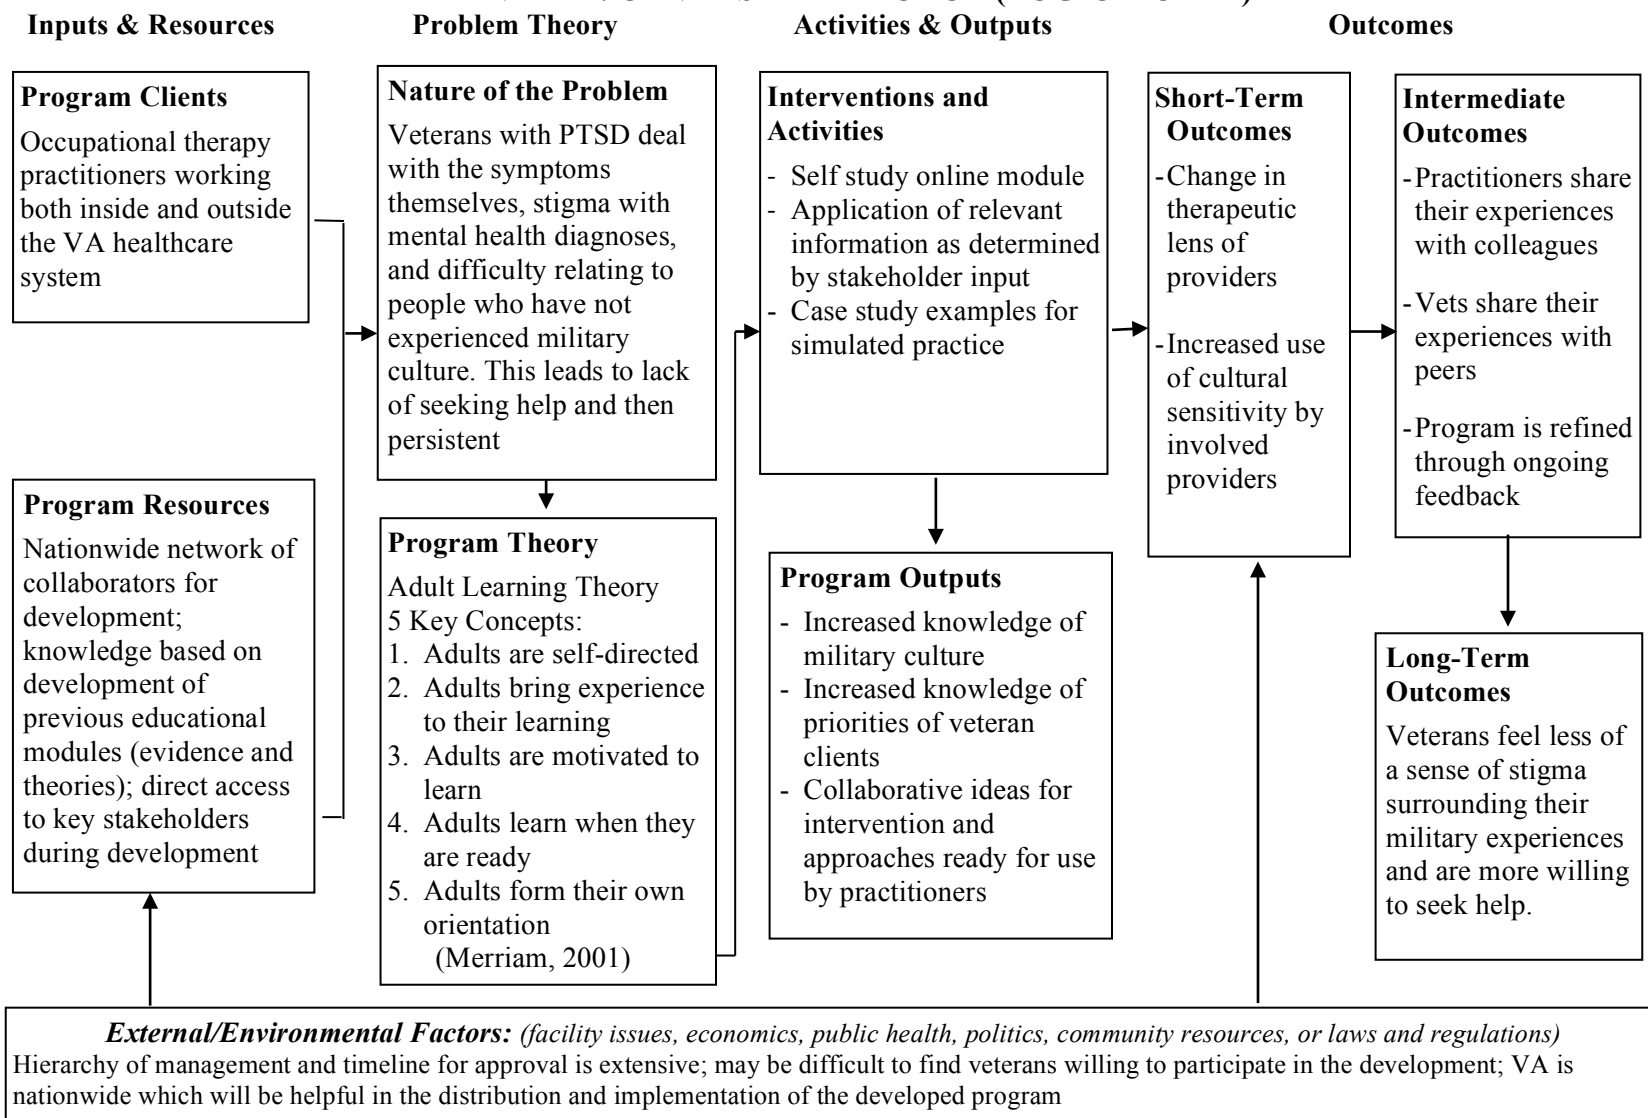 Inputs & Resources
Problem Theory
Activities & Outputs
Outcomes
Program Clients
Occupational therapy
practitioners working
both inside and outside
the VA healthcare
system
Program Resources
Nationwide network of
collaborators for
development;
knowledge based on
development of
previous educational
modules (evidence and
theories); direct access
to key stakeholders
during development
Nature of the Problem
Veterans with PTSD deal
with the symptoms
themselves, stigma with
mental health diagnoses,
and difficulty relating to
people who have not
experienced military
culture. This leads to lack
of seeking help and then
persistent
Program Theory
Adult Learning Theory
5 Key Concepts:
1. Adults are self-directed
2. Adults bring experience
to their learning
3. Adults are motivated to
learn
4. Adults learn when they
are ready
5. Adults form their own
orientation
(Merriam, 2001)
Interventions and
Activities
- Self study online module
- Application of relevant
information as determined
by stakeholder input
- Case study examples for
simulated practice
Program Outputs
- Increased knowledge of
military culture
- Increased knowledge of
priorities of veteran
clients
- Collaborative ideas for
intervention and
approaches ready for use
by practitioners
Short-Term
Outcomes
-Change in
therapeutic
lens of
providers
-Increased use
of cultural
sensitivity by
involved
providers
Intermediate
Outcomes
-Practitioners share
their experiences
with colleagues
-Vets share their
experiences with
peers
-Program is refined
through ongoing
feedback
Long-Term
Outcomes
Veterans feel less of
a sense of stigma
surrounding their
military experiences
and are more willing
to seek help.
External/Environmental Factors: (facility issues, economics, public health, politics, community resources, or laws and regulations)
Hierarchy of management and timeline for approval is extensive; may be difficult to find veterans willing to participate in the development; VA is
nationwide which will be helpful in the distribution and implementation of the developed program